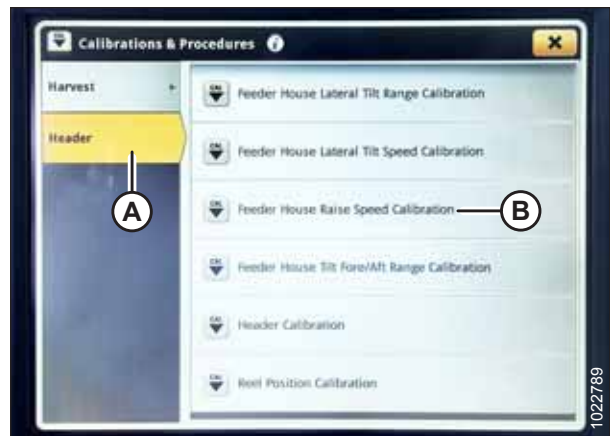 Calibrations & Procedures
Harvest
Header
Feeder House Lateral Tilt Range Calibration
Feeder House Lateral Tilt Speed Calibration
Feeder House Raise Speed Calibration
Feeder House Tilt Fore/Aft Range Calibration
Header Calibration
Reel Position Calibration
A
B
1022789